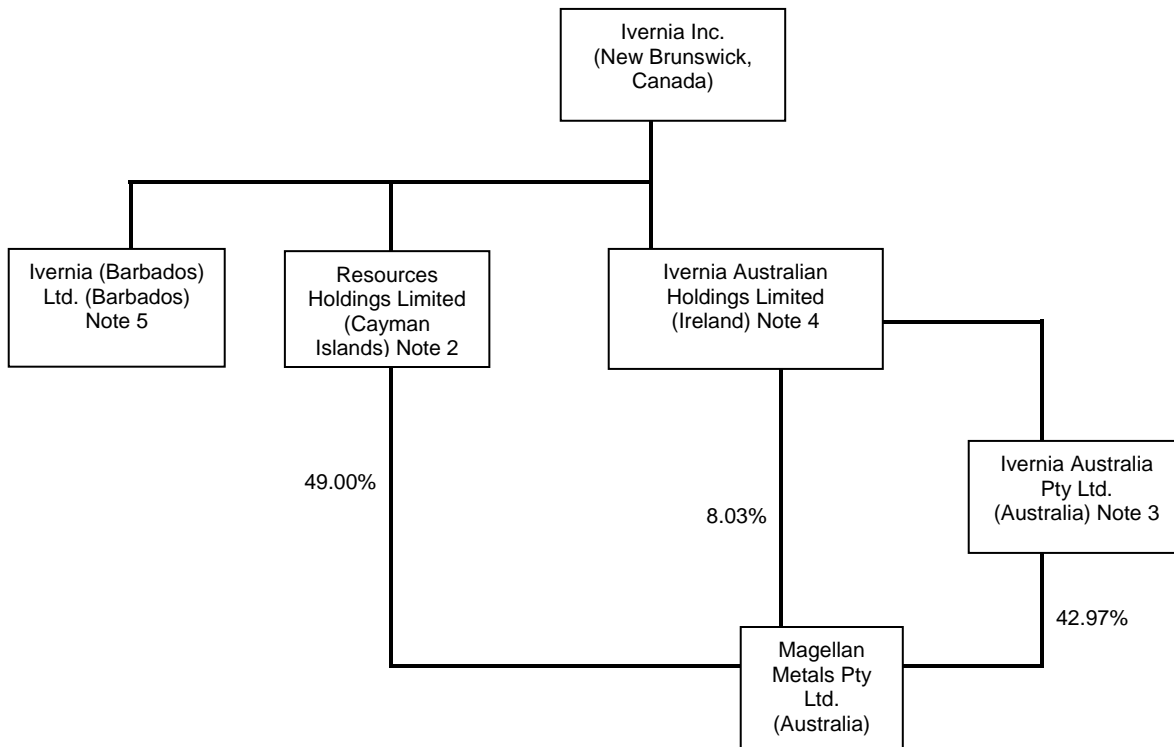 Ivernia Inc.
(New Brunswick,
Canada)
Ivernia (Barbados)
Ltd. (Barbados)
Note 5
Resources
Holdings Limited
(Cayman
Islands) Note 2
Ivernia Australian
Holdings Limited
(Ireland) Note 4
Ivernia Australia
Pty Ltd.
(Australia) Note 3
49.00%
8.03%
42.97%
Magellan
Metals Pty
Ltd.
(Australia)